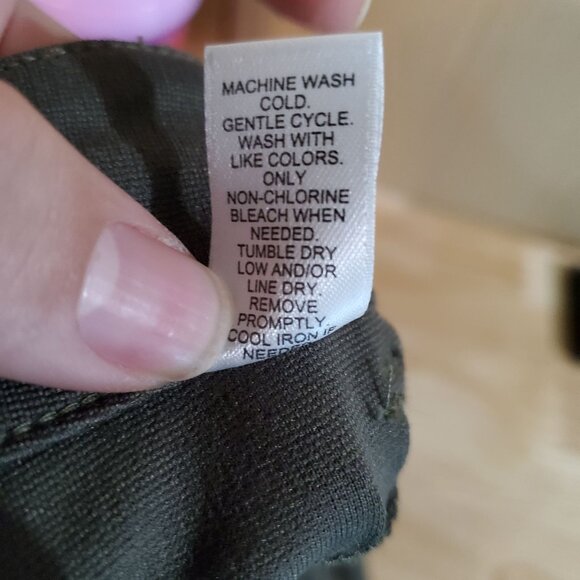 MACHINE WASH
COLD.
GENTLE CYCLE.
WASH WITH
LIKE COLORS.
ONLY
NON-CHLORINE
BLEACH WHEN
NEEDED.
TUMBLE DRY
LOW AND/OR
LINE DRY.
REMOVE
PROMPTLY.
COOL IRON IF
NEEDED